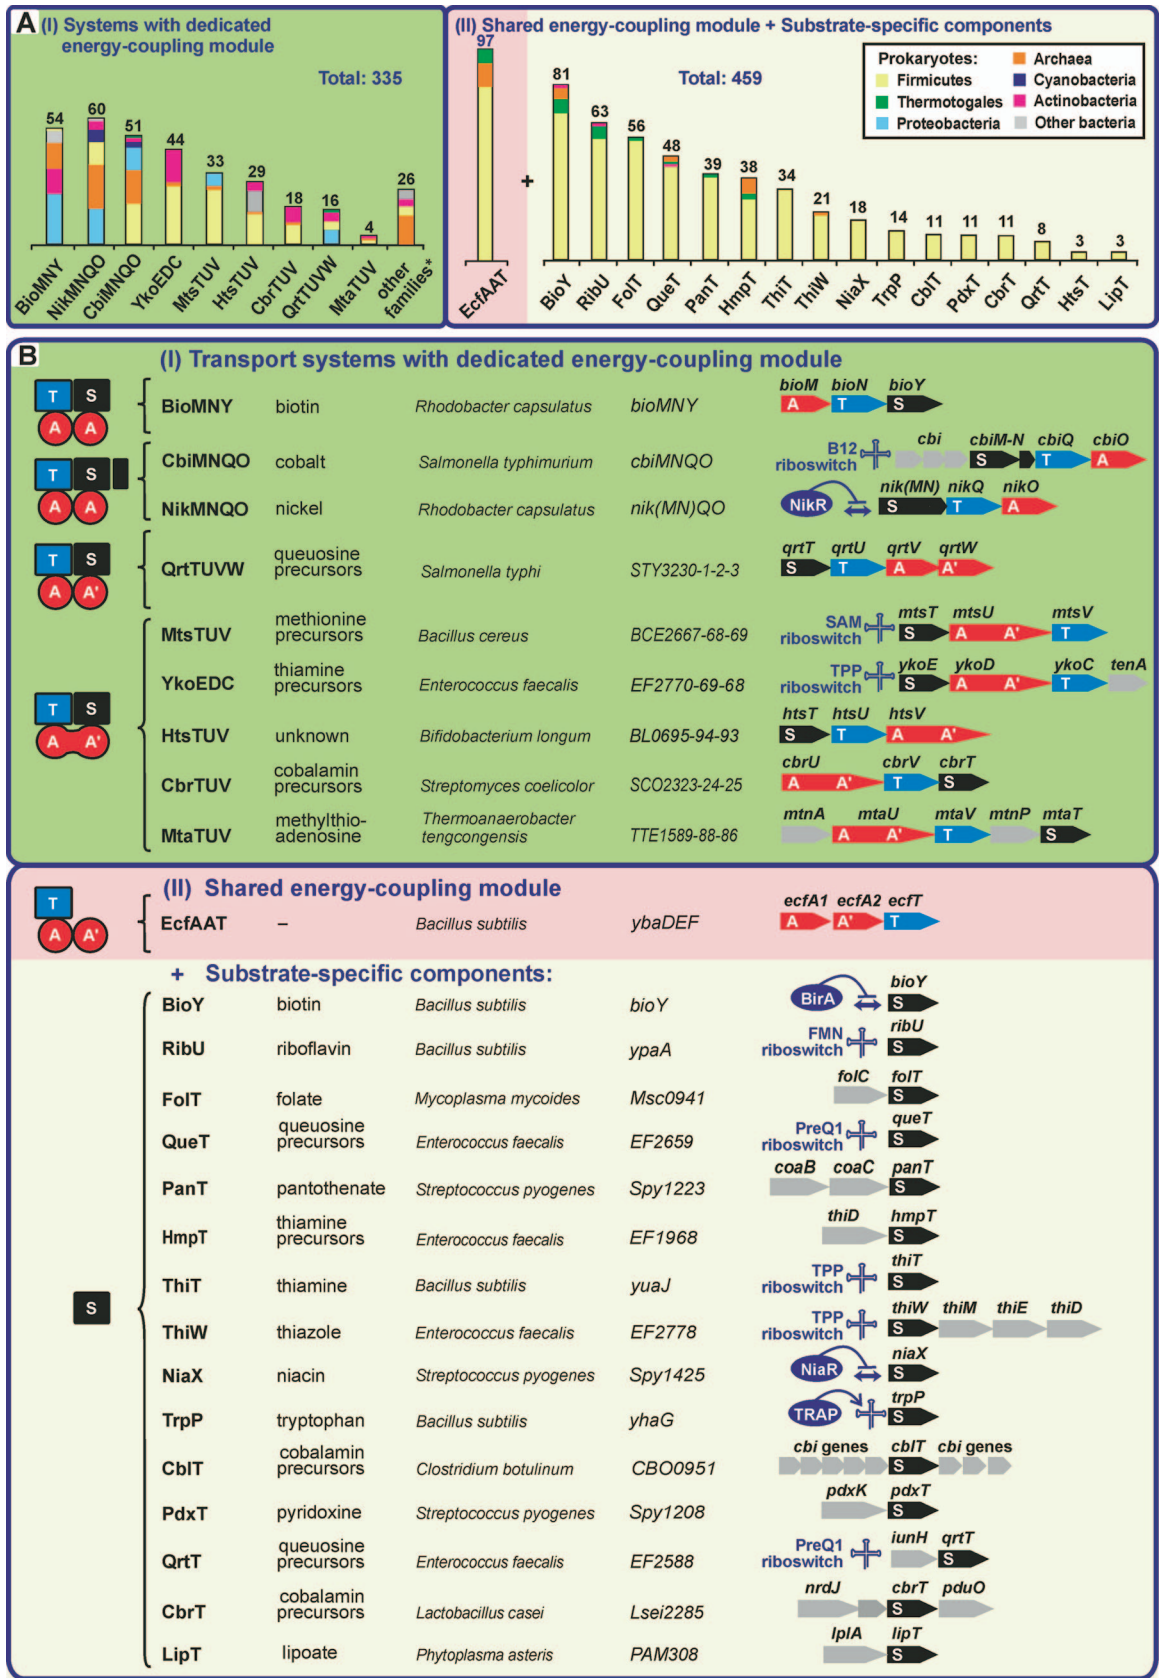 A (I) Systems with dedicated
energy-coupling module
Total: 335
54
60
51
44
33
29
18
16
4
26
BioMNY
NikMNQO
CbiMNQO
YkoEDC
MtsTUV
HtsTUV
CbrTUV
QrtTUVW
MtaTUV
other
families*
(II) Shared energy-coupling module + Substrate-specific components
97
EcfAAT
+
Total: 459
Prokaryotes:
Firmicutes
Thermotogales
Proteobacteria
Archaea
Cyanobacteria
Actinobacteria
Other bacteria
81
63
56
48
39
38
34
21
18
14
11
11
11
8
3
3
BioY
RibU
FolT
QueT
PanT
HmpT
ThiT
ThiW
NiaX
TrpP
CblT
PdxT
CbrT
QrtT
HtsT
LipT
B (I) Transport systems with dedicated energy-coupling module
T S
A A
bioM bioN bioY
BioMNY biotin Rhodobacter capsulatus bioMNY A T S
T S
A A
B12
riboswitch
cbi cbiM-N cbiQ cbiO
CbiMNQO cobalt Salmonella typhimurium cbiMNQO S T A
nik(MN) nikQ nikO
NikMNQO nickel Rhodobacter capsulatus nik(MN)QO NikR S T A
T S
A A'
qrtT qrtU qrtV qrtW
QrtTUVW queuosine
precursors Salmonella typhi STY3230-1-2-3 S T A A'
T S
A A'
mtsT mtsU mtsV
MtsTUV methionine
precursors Bacillus cereus BCE2667-68-69 SAM
riboswitch S A A' T
ykoE ykoD ykoC tenA
YkoEDC thiamine
precursors Enterococcus faecalis EF2770-69-68 TPP
riboswitch S A A' T
htsT htsU htsV
HtsTUV unknown Bifidobacterium longum BL0695-94-93 S T A A'
cbrU cbrV cbrT
CbrTUV cobalamin
precursors Streptomyces coelicolor SCO2323-24-25 A A' T S
mtnA mtaU mtaV mtnP mtaT
MtaTUV methylthio-
adenosine Thermoanaerobacter
tengcongensis TTE1589-88-86 A A' T S
(II) Shared energy-coupling module
T
A A'
ecfA1 ecfA2 ecfT
EcfAAT – Bacillus subtilis ybaDEF A A' T
+ Substrate-specific components:
S
bioY
BioY biotin Bacillus subtilis bioY BirA S
ribU
RibU riboflavin Bacillus subtilis ypaA FMN
riboswitch S
folC folT
FolT folate Mycoplasma mycoides Msc0941 S
queT
QueT queuosine
precursors Enterococcus faecalis EF2659 PreQ1
riboswitch S
coaB coaC panT
PanT pantothenate Streptococcus pyogenes Spy1223 S
thiD hmpT
HmpT thiamine
precursors Enterococcus faecalis EF1968 S
thiT
ThiT thiamine Bacillus subtilis yuaJ TPP
riboswitch S
thiW thiM thiE thiD
ThiW thiazole Enterococcus faecalis EF2778 TPP
riboswitch S
niaX
NiaX niacin Streptococcus pyogenes Spy1425 NiaR S
trpP
TrpP tryptophan Bacillus subtilis yhaG TRAP S
cbi genes cblT cbi genes
CblT cobalamin
precursors Clostridium botulinum CBO0951 S
pdxK pdxT
PdxT pyridoxine Streptococcus pyogenes Spy1208 S
iunH qrtT
QrtT queuosine
precursors Enterococcus faecalis EF2588 PreQ1
riboswitch S
nrdJ cbrT pduO
CbrT cobalamin
precursors Lactobacillus casei Lsei2285 S
lplA lipT
LipT lipoate Phytoplasma asteris PAM308 S